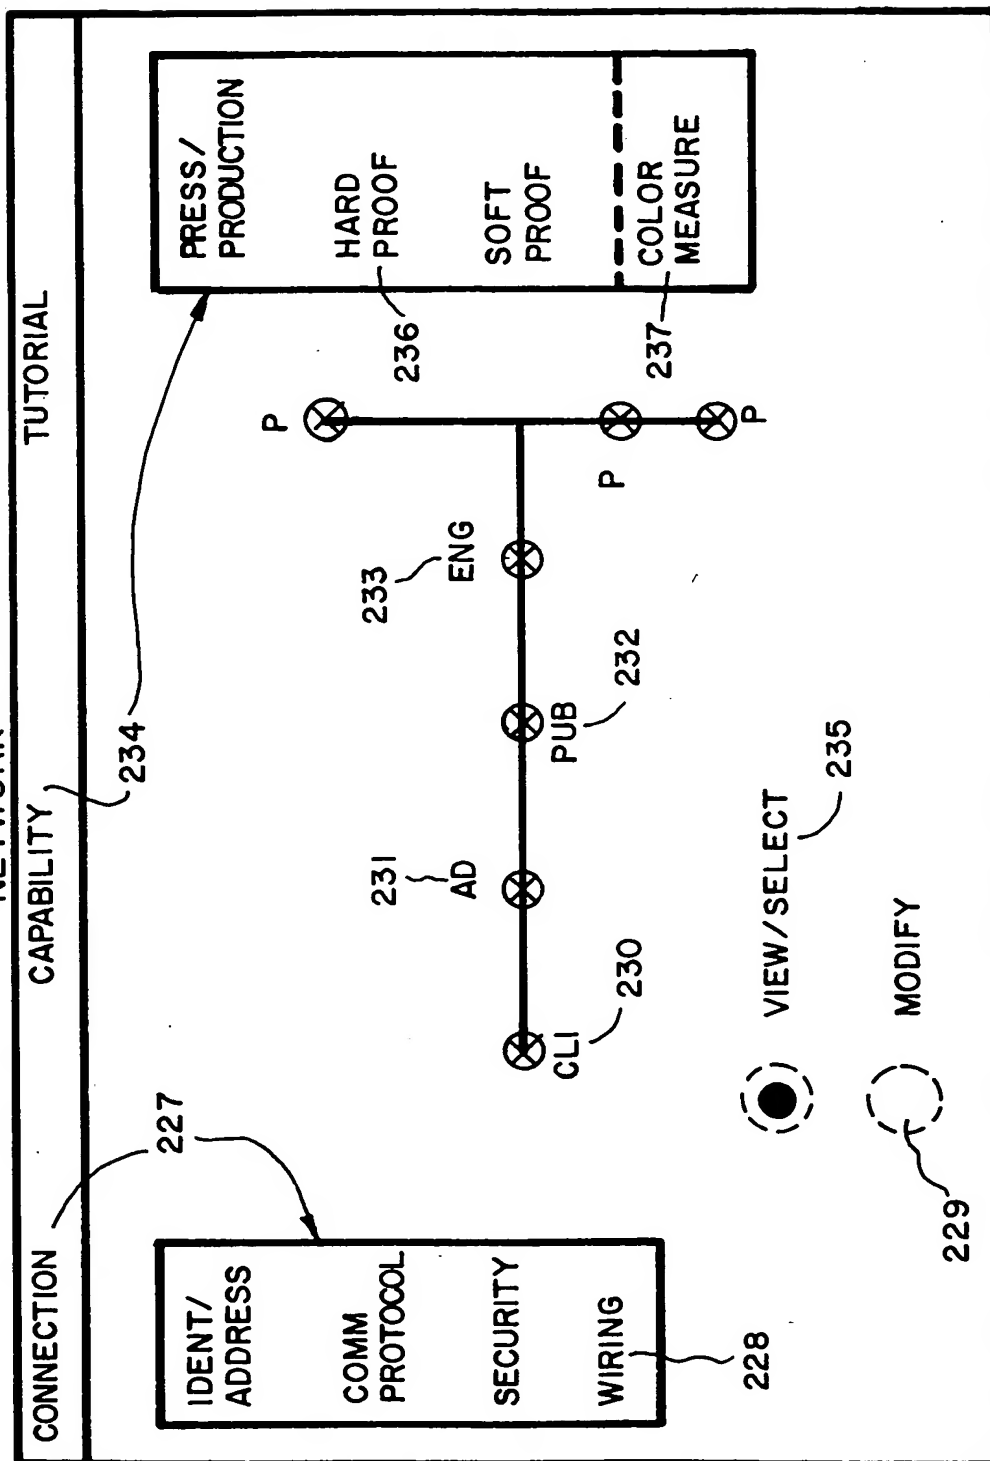 NETWORK
CONNECTION
CAPABILITY
TUTORIAL
227
234
IDENT/
ADDRESS
COMM
PROTOCOL
SECURITY
WIRING
228
PRESS/
PRODUCTION
HARD
PROOF
236
SOFT
PROOF
COLOR
MEASURE
237
CLI
230
231
AD
PUB
232
233
ENG
P
P
P
VIEW/SELECT
235
MODIFY
229